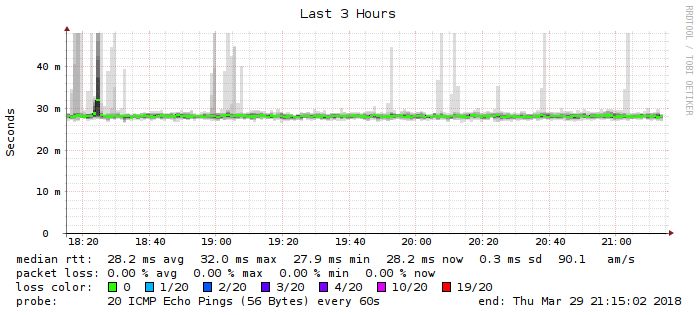 Last 3 Hours
RRDTOOL / TOBI OETIKER
Seconds
40 m
30 m
20 m
10 m
0
18:20 18:40 19:00 19:20 19:40 20:00 20:20 20:40 21:00
median rtt: 28.2 ms avg 32.0 ms max 27.9 ms min 28.2 ms now 0.3 ms sd 90.1 am/s
packet loss: 0.00 % avg 0.00 % max 0.00 % min 0.00 % now
loss color: 0 1/20 2/20 3/20 4/20 10/20 19/20
probe: 20 ICMP Echo Pings (56 Bytes) every 60s end: Thu Mar 29 21:15:02 2018